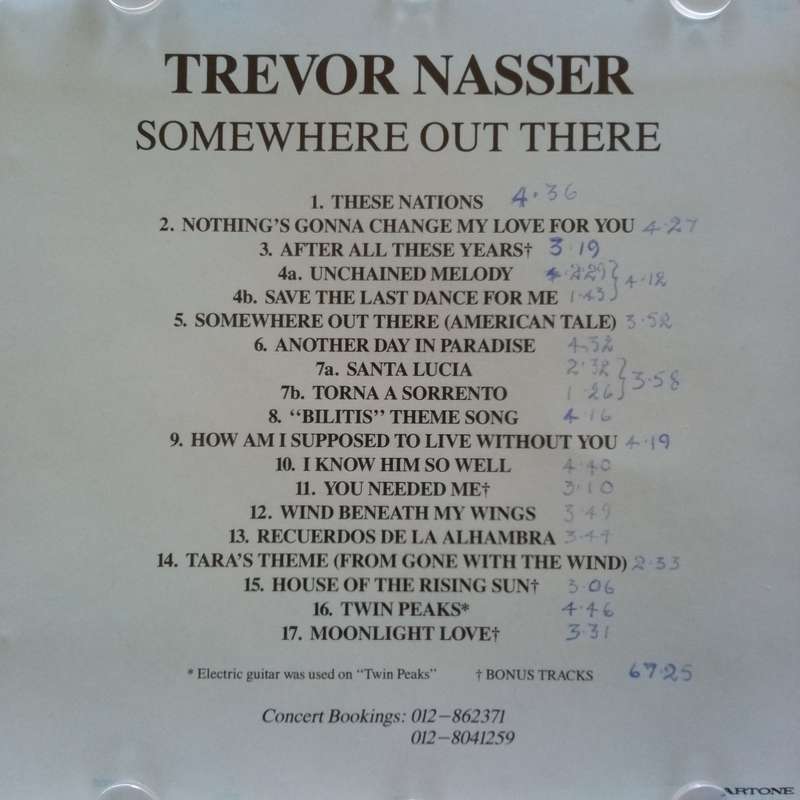 TREVOR NASSER
SOMEWHERE OUT THERE
1. THESE NATIONS 4.36
2. NOTHING'S GONNA CHANGE MY LOVE FOR YOU 4.27
3. AFTER ALL THESE YEARS† 3.19
4a. UNCHAINED MELODY 2.29
4b. SAVE THE LAST DANCE FOR ME 1.43 } 4.12
5. SOMEWHERE OUT THERE (AMERICAN TALE) 3.52
6. ANOTHER DAY IN PARADISE 4.32
7a. SANTA LUCIA 2.32
7b. TORNA A SORRENTO 1.26 } 3.58
8. “BILITIS” THEME SONG 4.16
9. HOW AM I SUPPOSED TO LIVE WITHOUT YOU 4.19
10. I KNOW HIM SO WELL 4.40
11. YOU NEEDED ME† 3.10
12. WIND BENEATH MY WINGS 3.49
13. RECUERDOS DE LA ALHAMBRA
14. TARA'S THEME (FROM GONE WITH THE WIND) 2.33
15. HOUSE OF THE RISING SUN† 3.06
16. TWIN PEAKS* 4.46
17. MOONLIGHT LOVE† 3.31
* Electric guitar was used on “Twin Peaks” † BONUS TRACKS 67.25
Concert Bookings: 012–862371
012–8041259
ARTONE